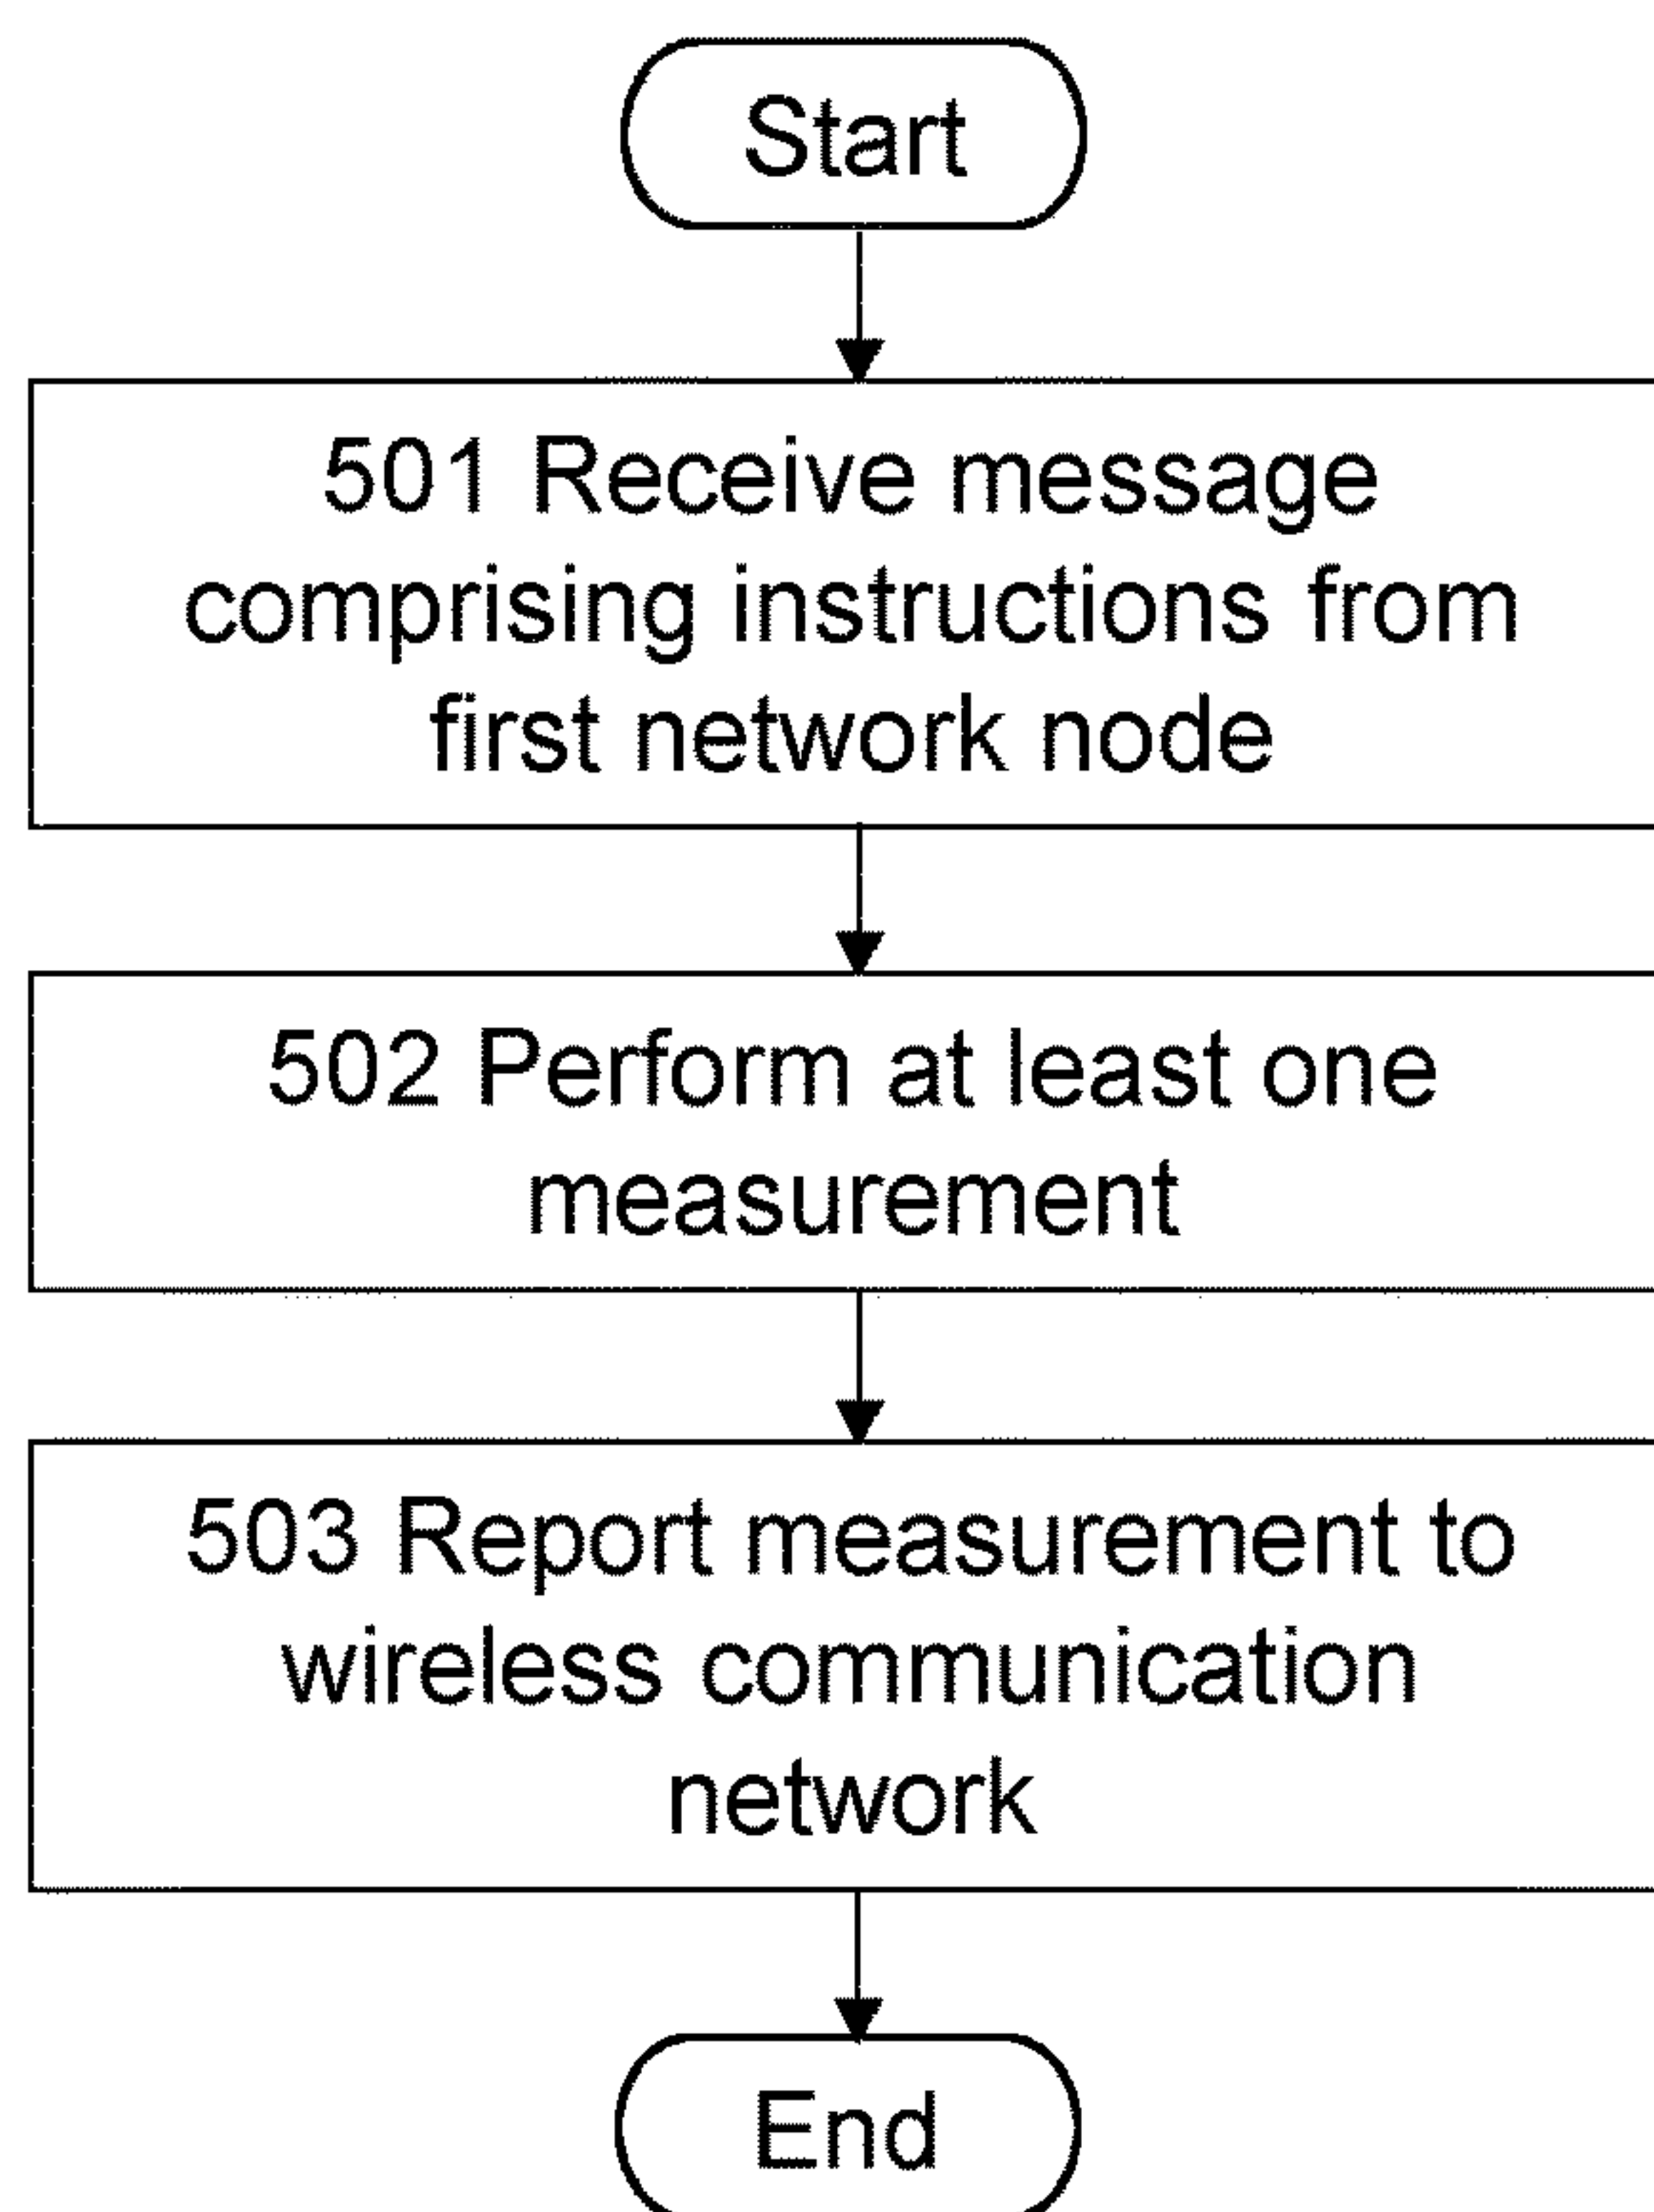 Start
501 Receive message
comprising instructions from
first network node
502 Perform at least one
measurement
503 Report measurement to
wireless communication
network
End